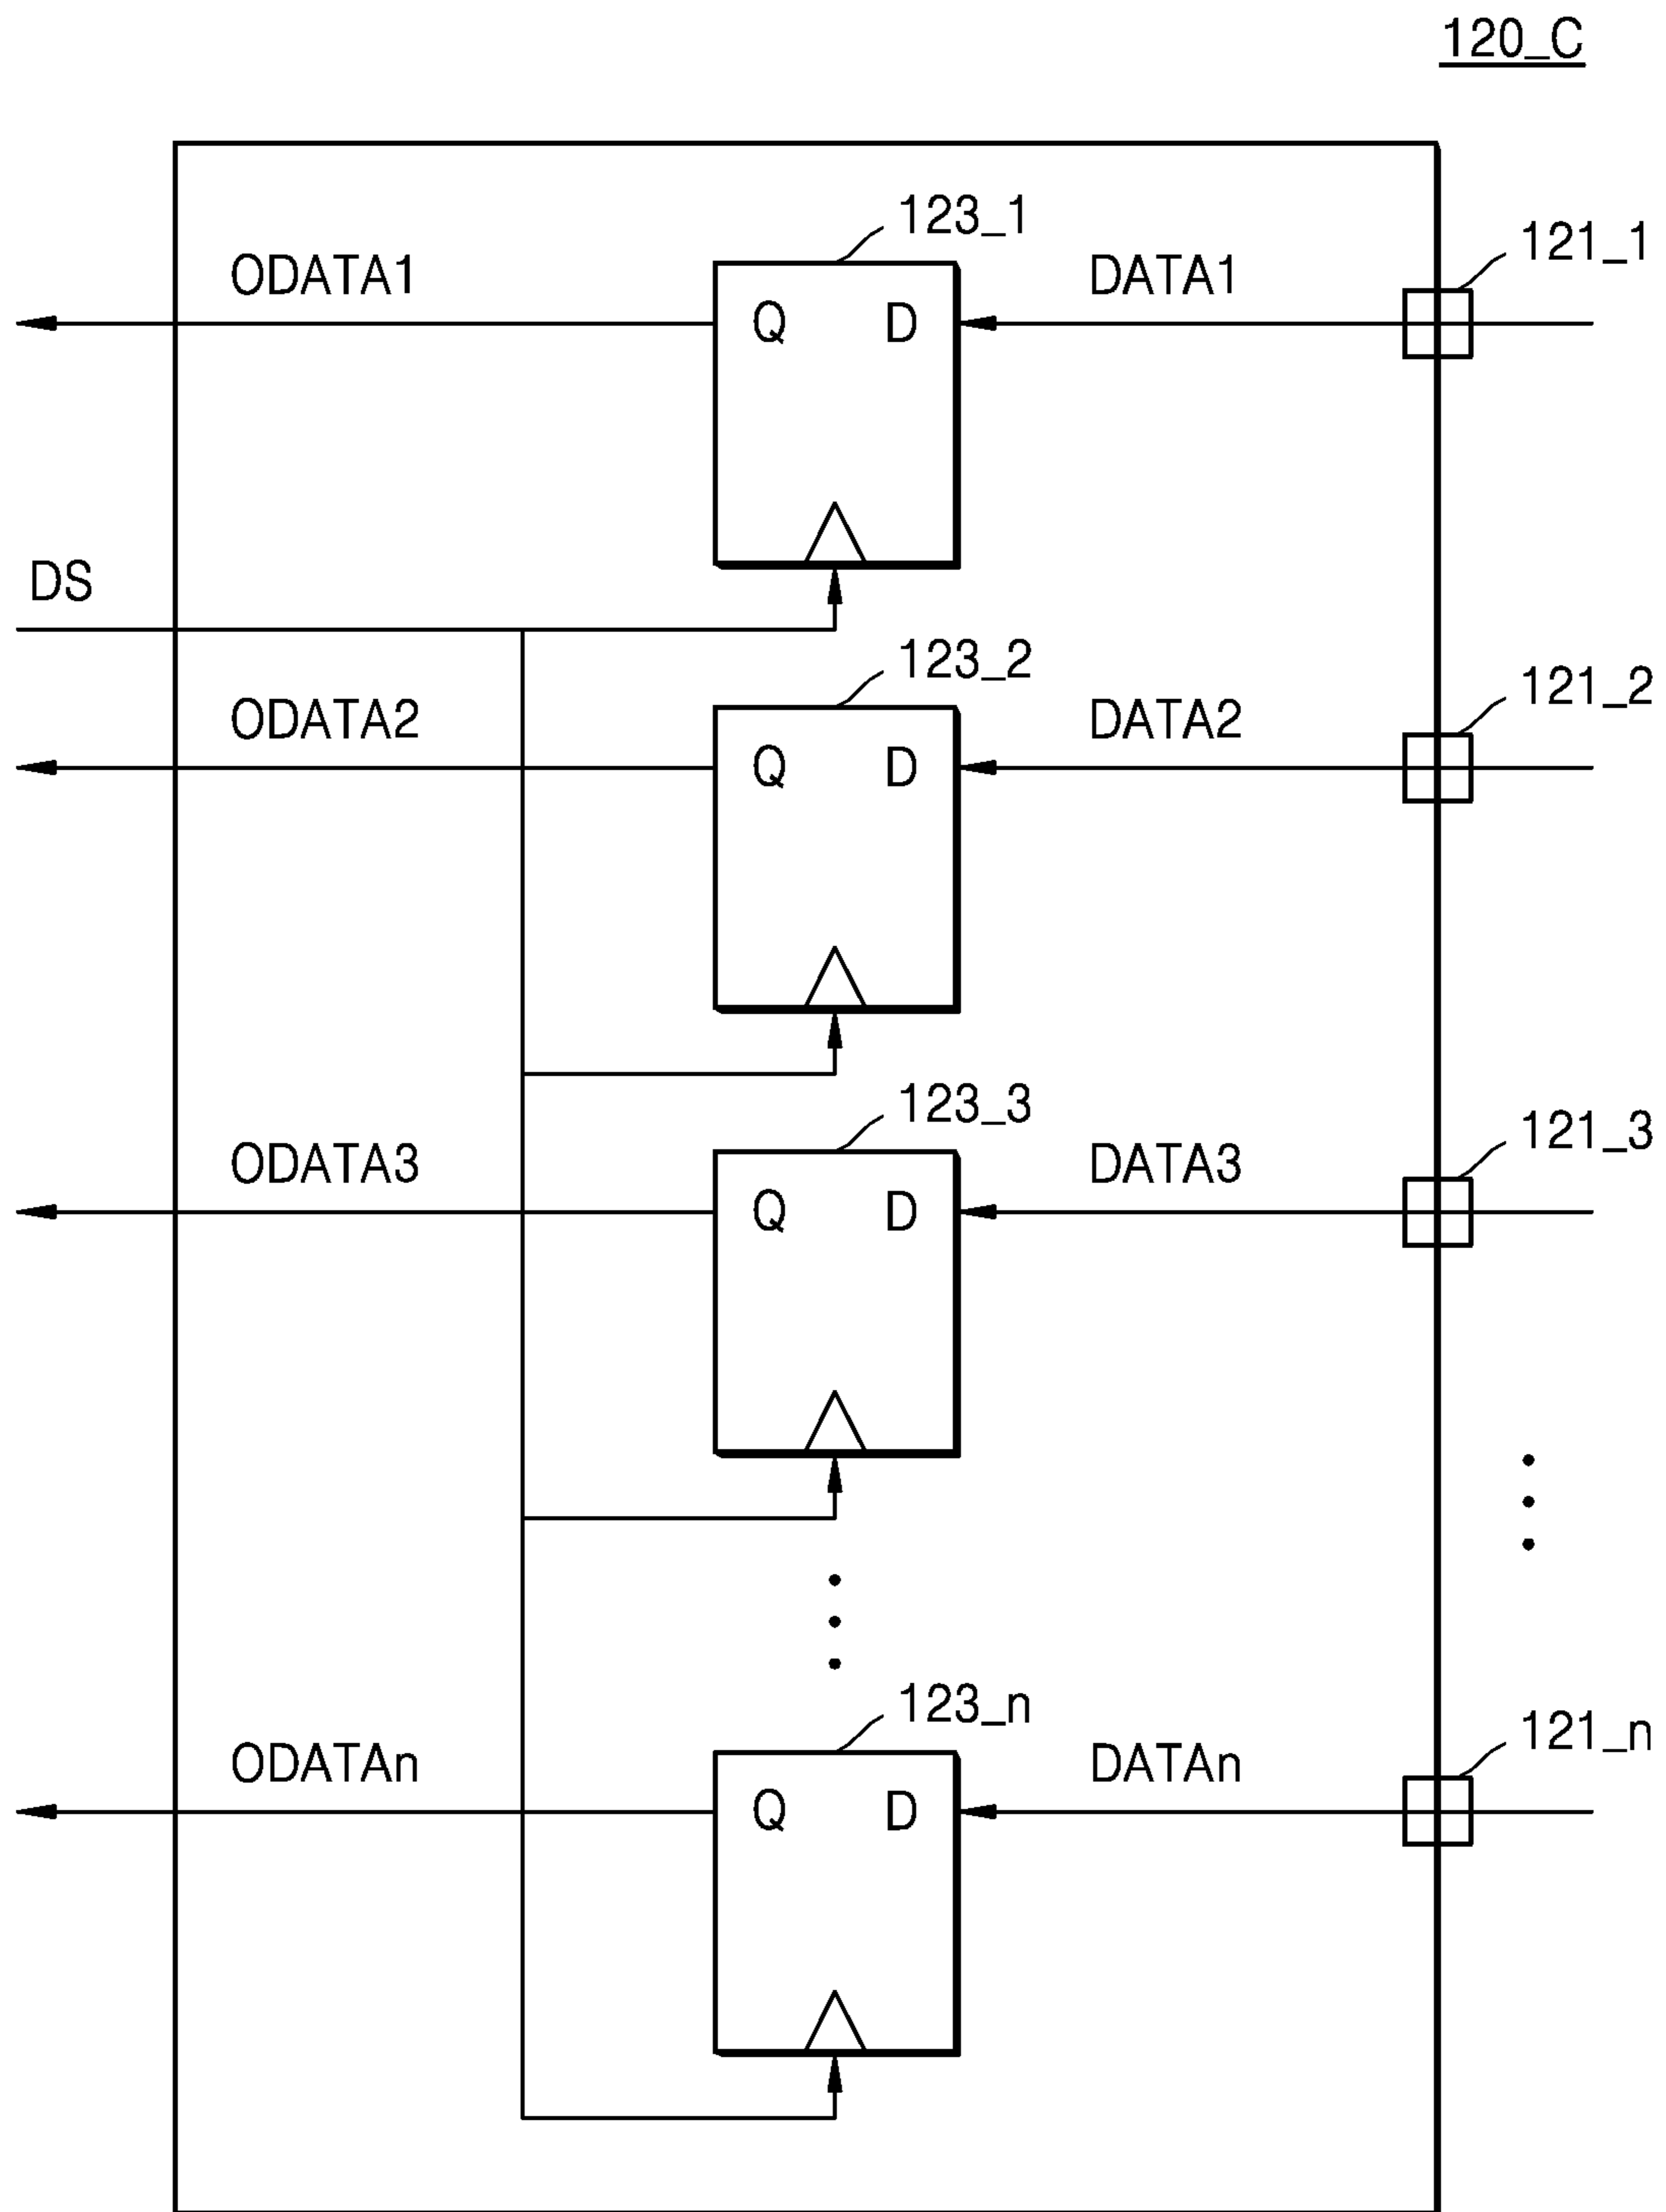 120_C
123_1
121_1
ODATA1
DATA1
Q D
DS
123_2
121_2
ODATA2
DATA2
Q D
123_3
121_3
ODATA3
DATA3
Q D
123_n
121_n
ODATAn
DATAn
Q D